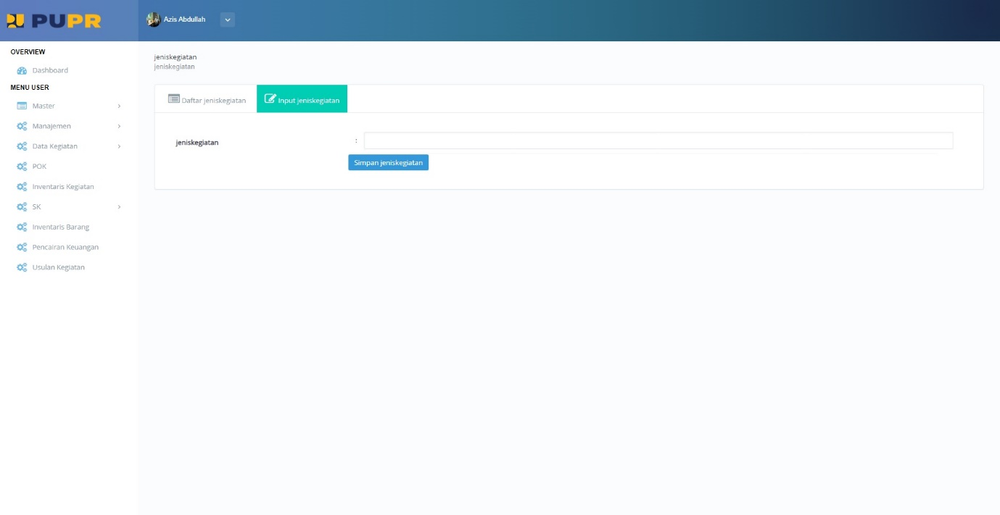 PUPR
Azis Abdullah
OVERVIEW
Dashboard
MENU USER
Master
Manajemen
Data Kegiatan
POK
Inventaris Kegiatan
SK
Inventaris Barang
Pencairan Keuangan
Usulan Kegiatan
jeniskegiatan
jeniskegiatan
Daftar jeniskegiatan
Input jeniskegiatan
jeniskegiatan :
Simpan jeniskegiatan